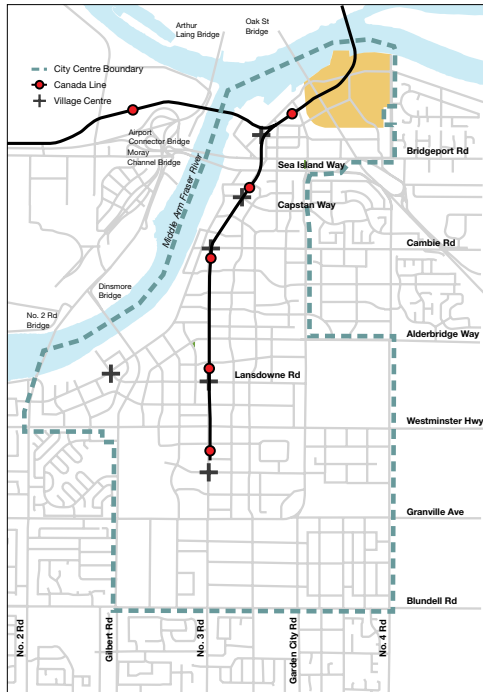 Arthur
Laing Bridge
Oak St
Bridge
City Centre Boundary
Canada Line
Village Centre
Airport
Connector Bridge
Moray
Channel Bridge
Bridgeport Rd
Sea Island Way
Middle Arm Fraser River
Capstan Way
Cambie Rd
Dinsmore
Bridge
No. 2 Rd
Bridge
Alderbridge Way
Lansdowne Rd
Westminster Hwy
Granville Ave
Blundell Rd
No. 2 Rd
Gilbert Rd
No. 3 Rd
Garden City Rd
No. 4 Rd